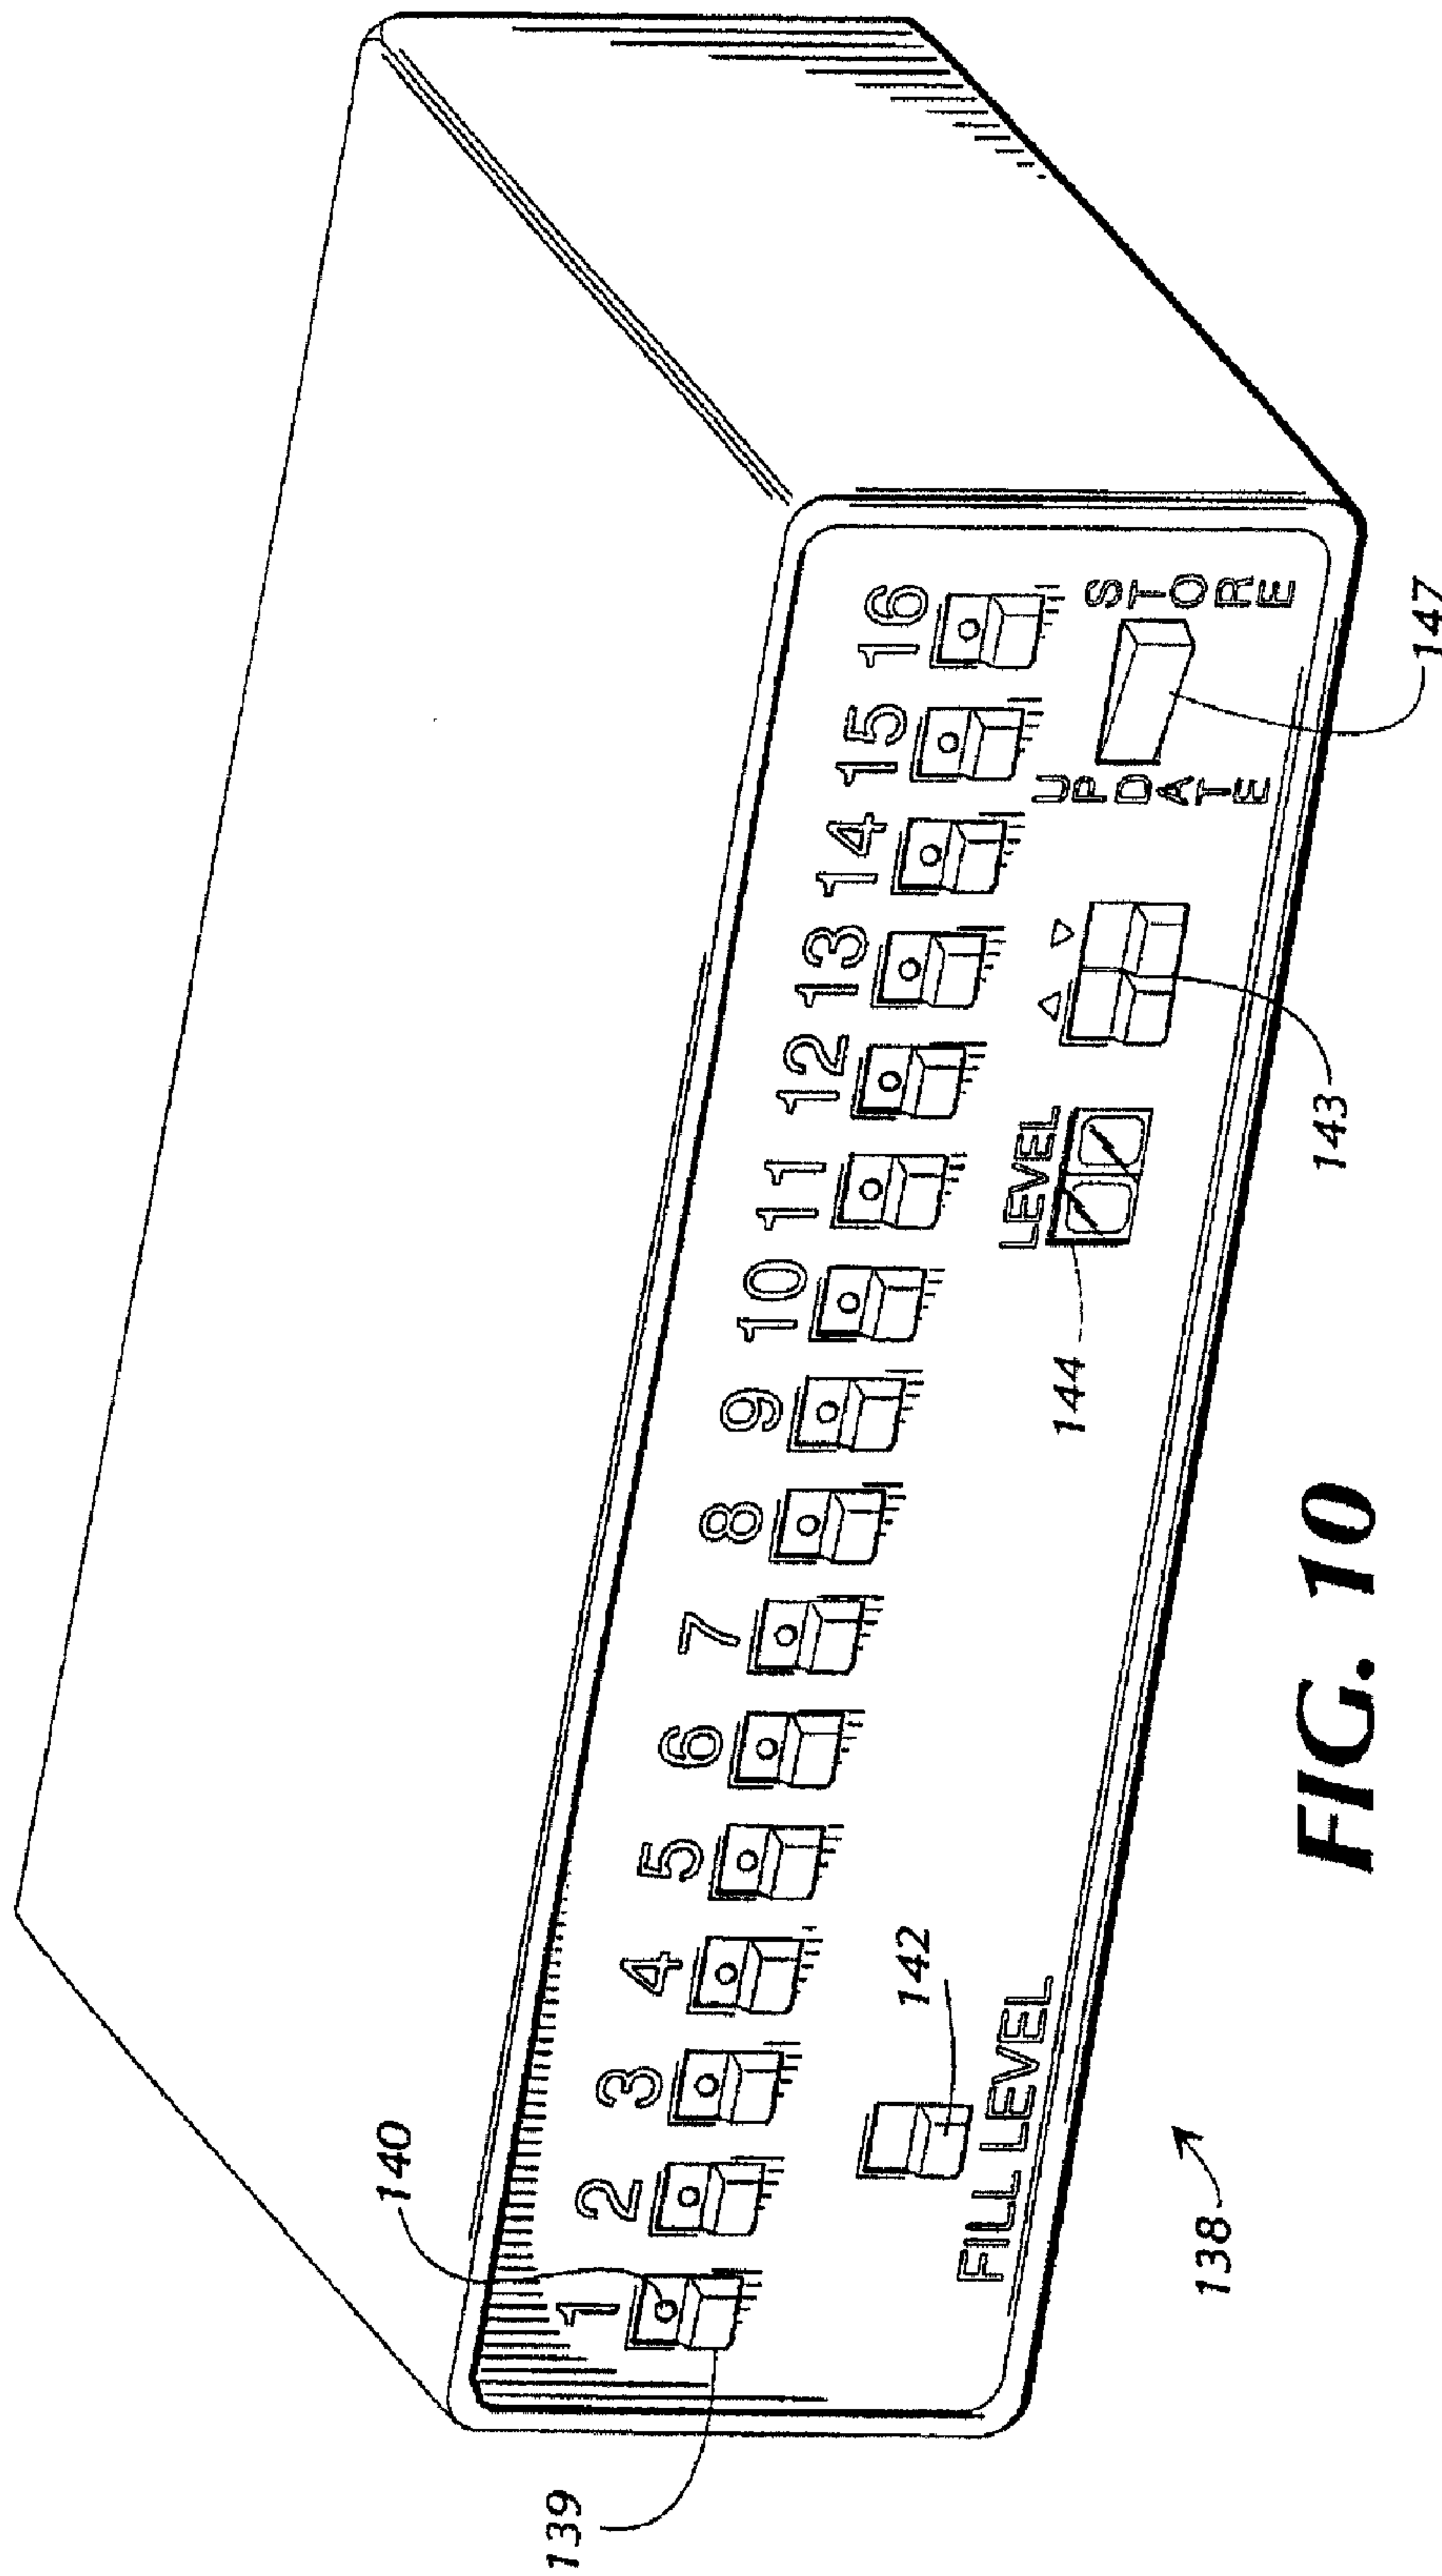 140
139
1 2 3 4 5 6 7 8 9 10 11 12 13 14 15 16
142
FILL LEVEL
LEVEL
144
△ ▽
143
UPDATE
STORE
147
138
FIG. 10